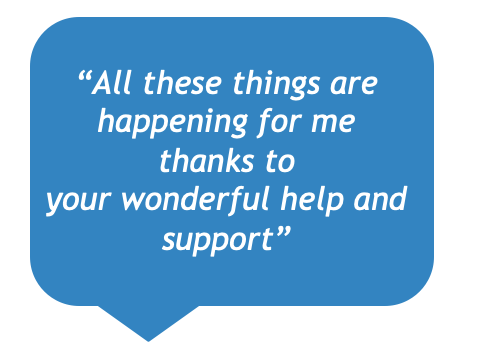 “All these things are
happening for me
thanks to
your wonderful help and
support”